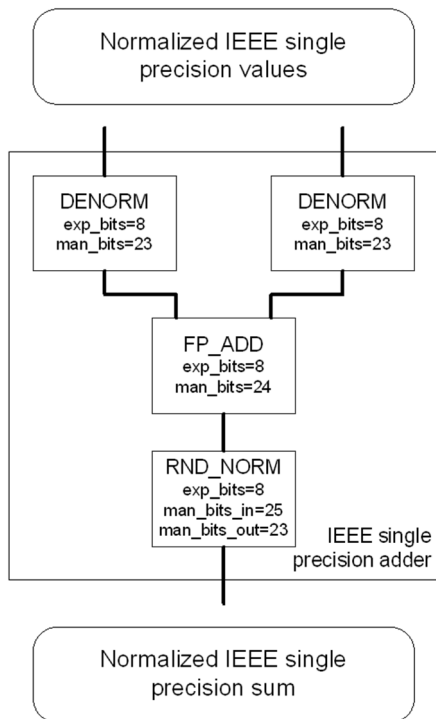 Normalized IEEE single
precision values
DENORM
exp_bits=8
man_bits=23
DENORM
exp_bits=8
man_bits=23
FP_ADD
exp_bits=8
man_bits=24
RND_NORM
exp_bits=8
man_bits_in=25
man_bits_out=23
IEEE single
precision adder
Normalized IEEE single
precision sum